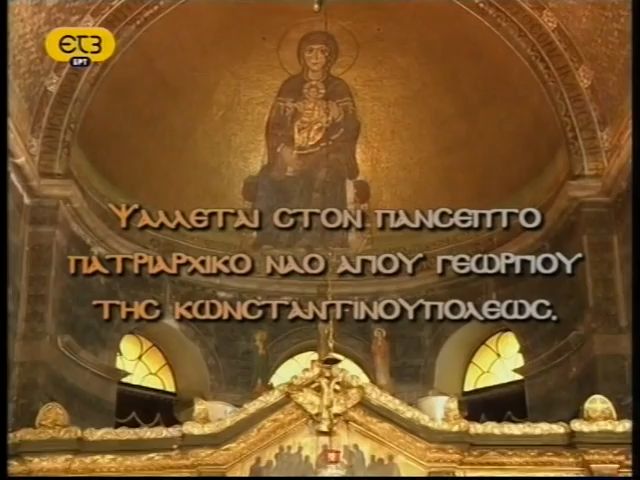 ετ3
ΕΡΤ
Ψαλλεται στον πανσεπτο
πατριαρχικο ναο αγιου γεωργιου
της κωνσταντινουπολεως.